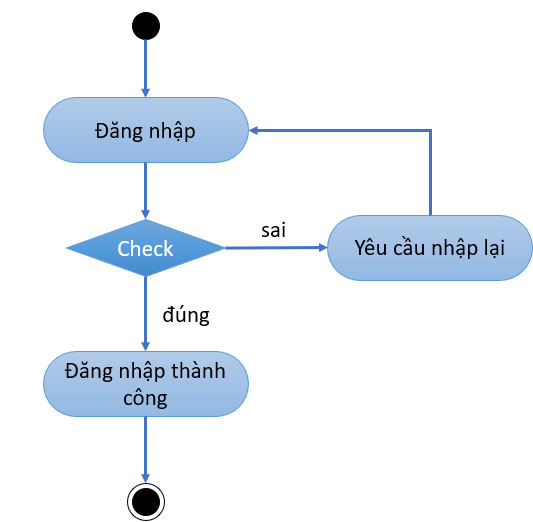 Đăng nhập
Check
sai
Yêu cầu nhập lại
đúng
Đăng nhập thành
công